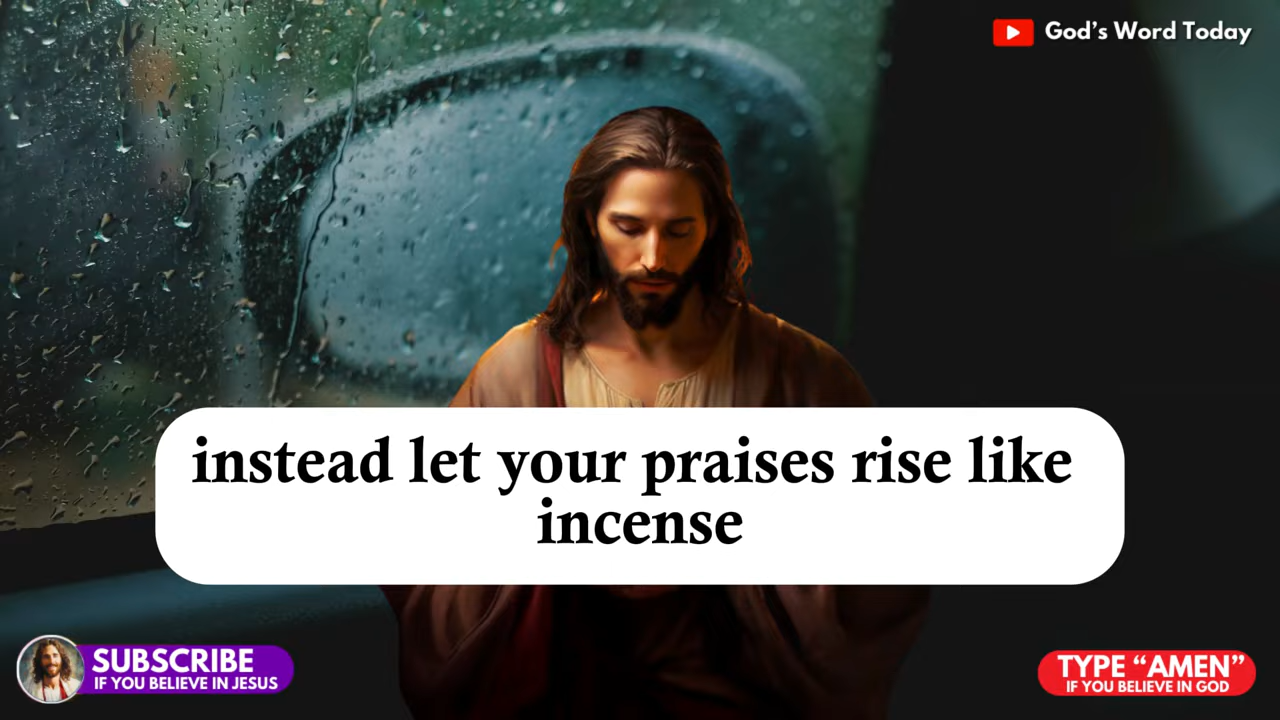 God's Word Today
instead let your praises rise like
incense
SUBSCRIBE
IF YOU BELIEVE IN JESUS
TYPE “AMEN”
IF YOU BELIEVE IN GOD